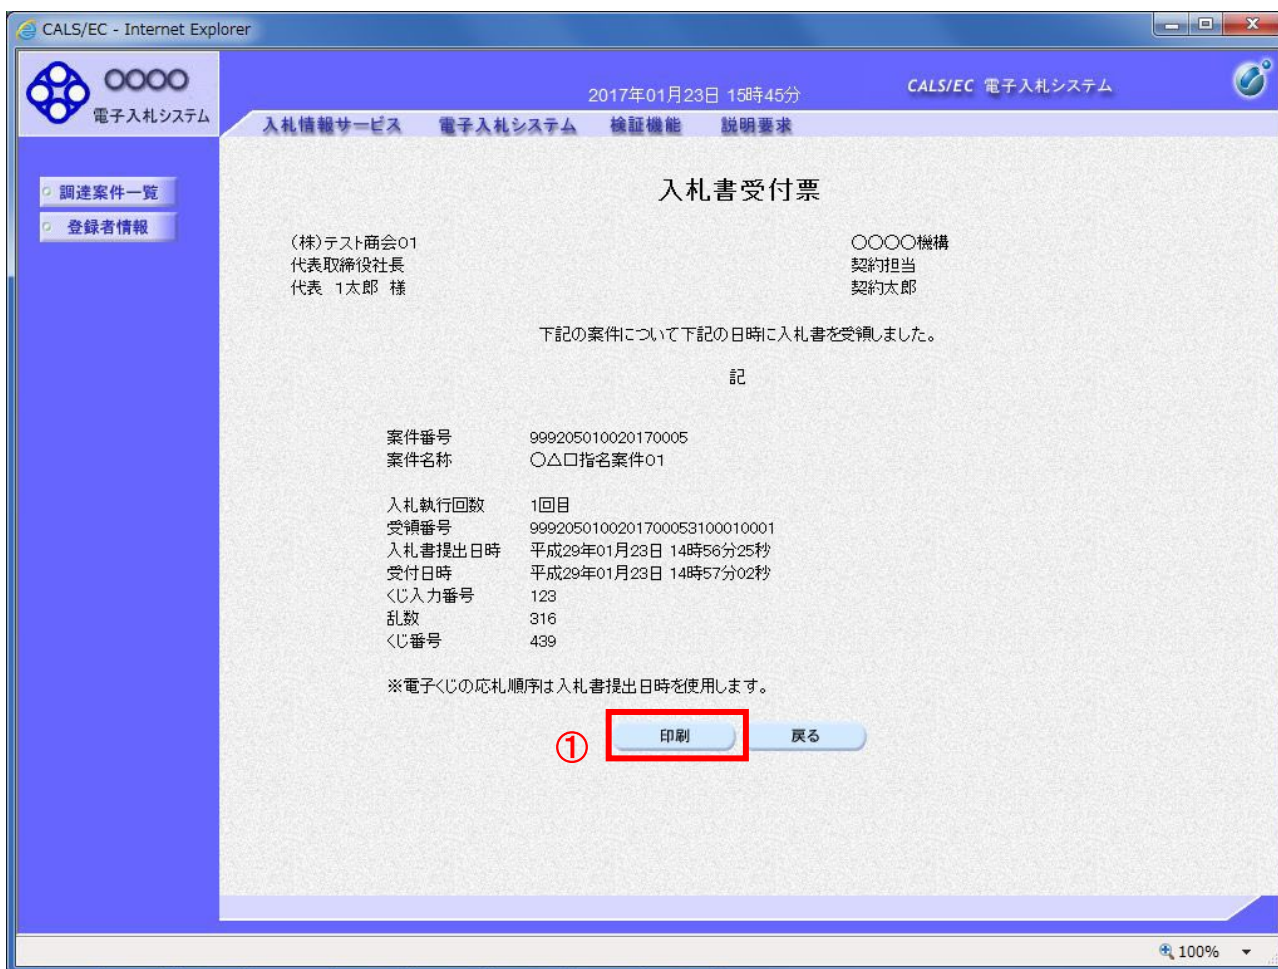 CALS/EC - Internet Explorer
〇〇〇〇
電子入札システム
2017年01月23日 15時45分
CALS/EC 電子入札システム
入札情報サービス 電子入札システム 検証機能 説明要求
調達案件一覧
登録者情報
入札書受付票
(株)テスト商会01
代表取締役社長
代表 1太郎 様
〇〇〇〇機構
契約担当
契約太郎
下記の案件について下記の日時に入札書を受領しました。
記
案件番号 999205010020170005
案件名称 〇△口指名案件01
入札執行回数 1回目
受領番号 9992050100201700053100010001
入札書提出日時 平成29年01月23日 14時56分25秒
受付日時 平成29年01月23日 14時57分02秒
くじ入力番号 123
乱数 316
くじ番号 439
※電子くじの応札順序は入札書提出日時を使用します。
① 印刷 戻る
100%